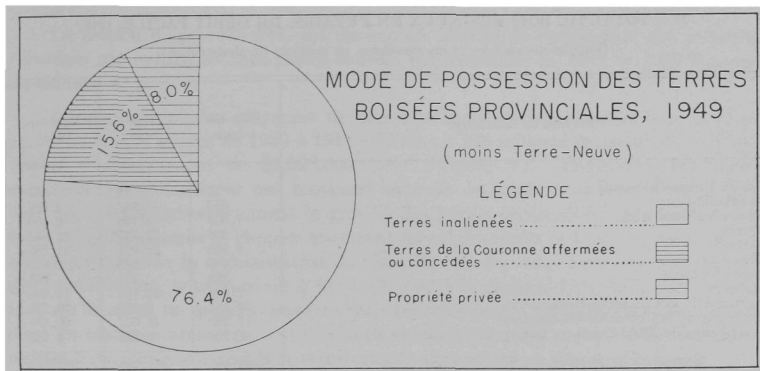 MODE DE POSSESSION DES TERRES
BOISÉES PROVINCIALES, 1949
(moins Terre-Neuve)
LÉGENDE
Terres inaliénées
Terres de la Couronne affermées
ou concédées
Propriété privée
15.6%
8.0%
76.4%